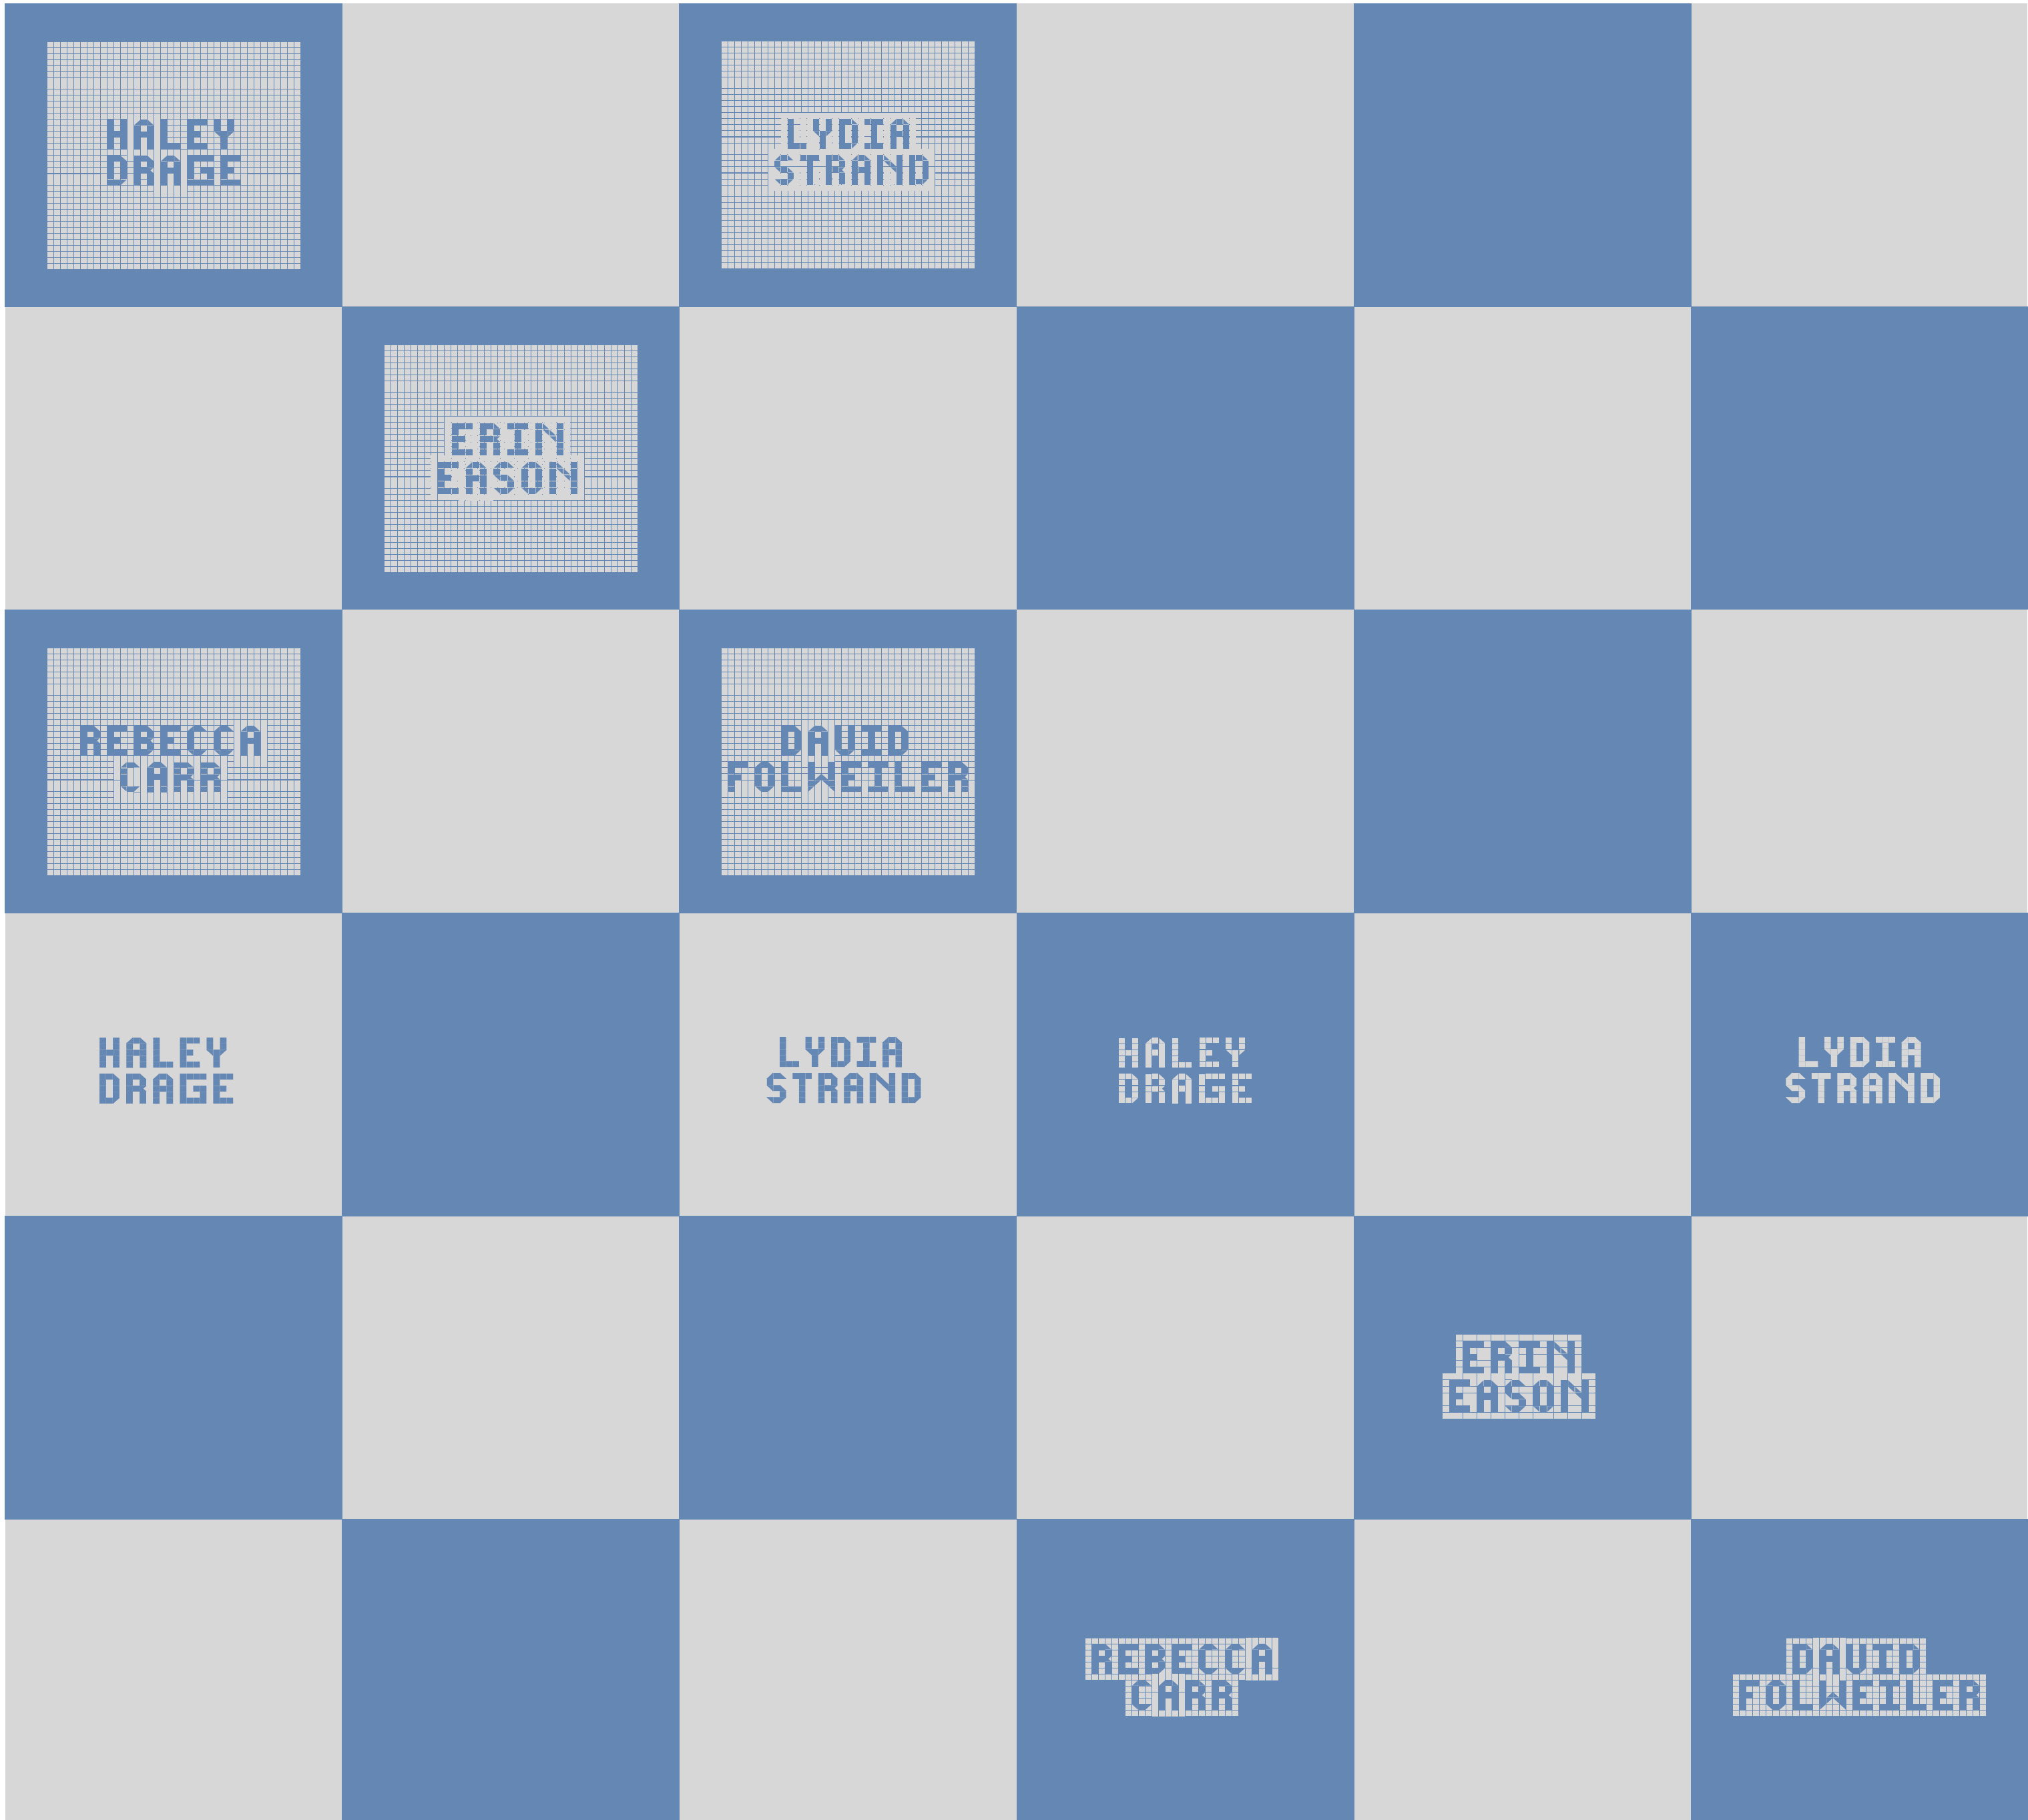 HALEY
DRAGE
LYDIA
STRAND
ERIN
EASON
REBECCA
CARR
DAVID
FOLWEILER
HALEY
DRAGE
LYDIA
STRAND
HALEY
DRAGE
LYDIA
STRAND
ERIN
EASON
REBECCA
CARR
DAVID
FOLWEILER